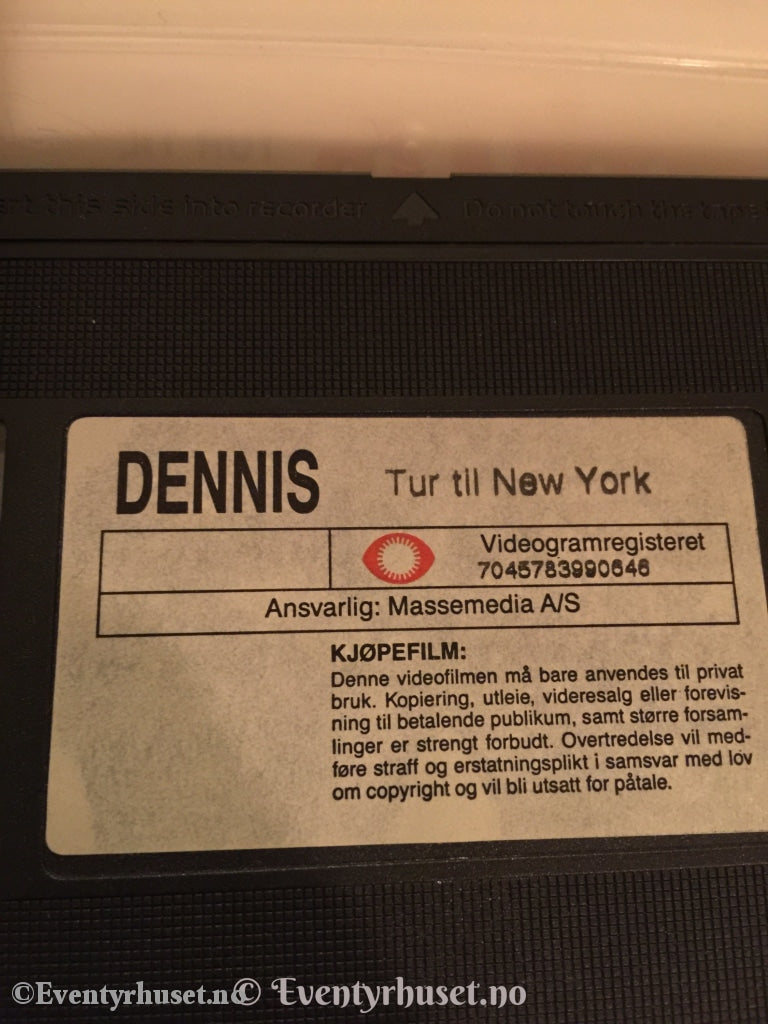 this side into recorder Do not touch the tape
DENNIS Tur til New York
Videogramregisteret
7045783990646
Ansvarlig: Massemedia A/S
KJØPEFILM:
Denne videofilmen må bare anvendes til privat
bruk. Kopiering, utleie, videresalg eller forevis-
ning til betalende publikum, samt større forsam-
linger er strengt forbudt. Overtredelse vil med-
føre straff og erstatningsplikt i samsvar med lov
om copyright og vil bli utsatt for påtale.
©Eventyrhuset.no © Eventyrhuset.no